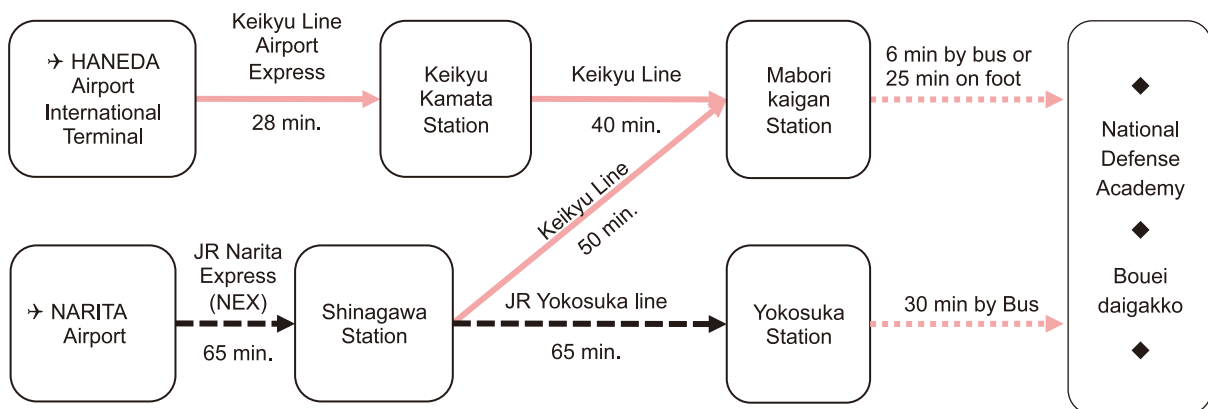 ✈ HANEDA
Airport
International
Terminal
Keikyu Line
Airport
Express
28 min.
Keikyu
Kamata
Station
Keikyu Line
40 min.
Mabori
kaigan
Station
6 min by bus or
25 min on foot
◆
National
Defense
Academy
◆
Bouei
daigakko
◆
✈ NARITA
Airport
JR Narita
Express
(NEX)
65 min.
Shinagawa
Station
Keikyu Line
50 min.
JR Yokosuka line
65 min.
Yokosuka
Station
30 min by Bus